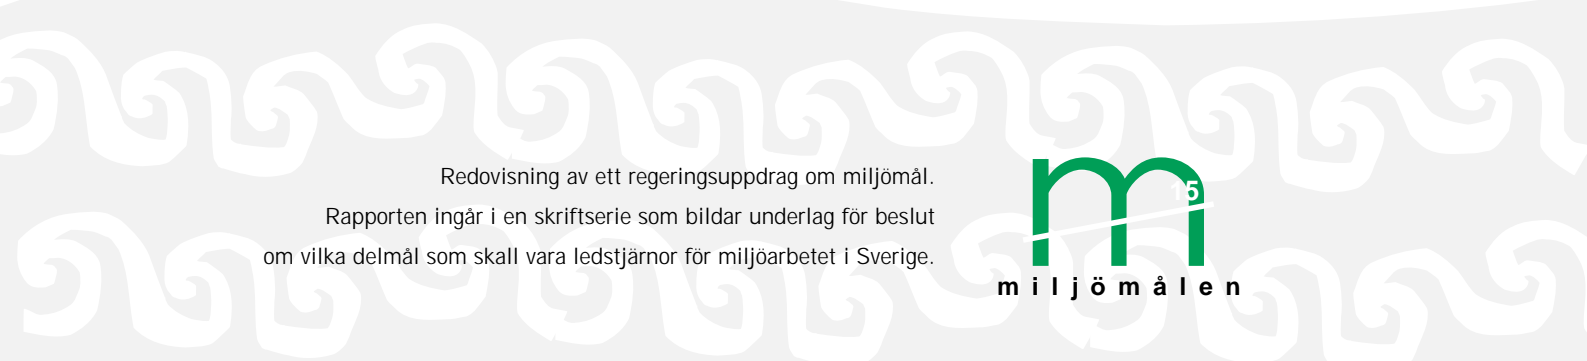 Redovisning av ett regeringsuppdrag om miljömål.
Rapporten ingår i en skriftserie som bildar underlag för beslut
om vilka delmål som skall vara ledstjärnor för miljöarbetet i Sverige.
15
miljömålen